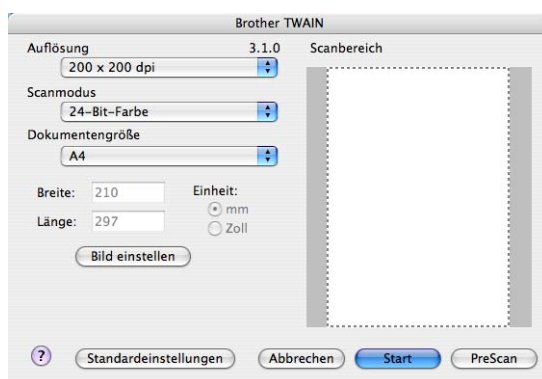 Brother TWAIN
Auflösung 3.1.0 Scanbereich
200 x 200 dpi
Scanmodus
24-Bit-Farbe
Dokumentengröße
A4
Breite: 210 Einheit:
mm
Länge: 297
Zoll
Bild einstellen
? Standardeinstellungen Abbrechen Start PreScan